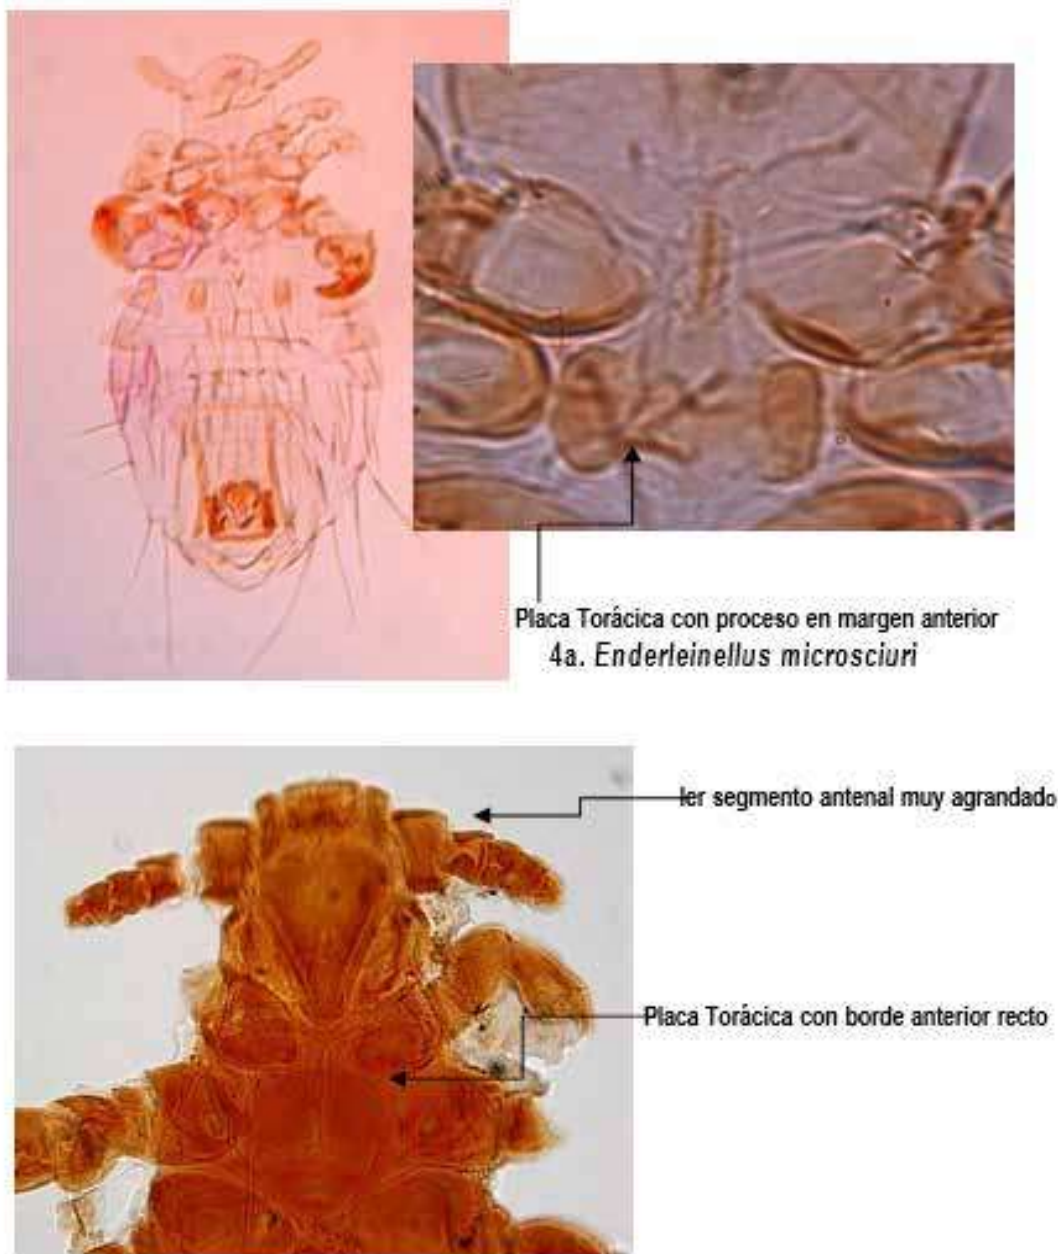 Placa Torácica con proceso en margen anterior
4a. Enderleinellus microsciuri
ler segmento antenal muy agrandado
Placa Torácica con borde anterior recto